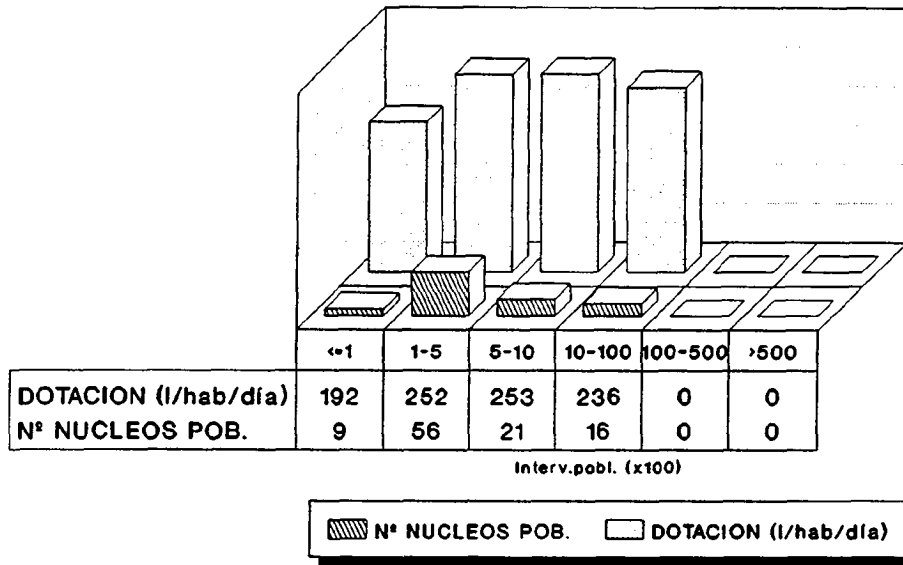 <=1 1-5 5-10 10-100 100-500 >500
DOTACION (l/hab/día) 192 252 253 236 0 0
Nº NUCLEOS POB. 9 56 21 16 0 0
Interv.pobl. (x100)
Nº NUCLEOS POB. DOTACION (l/hab/día)